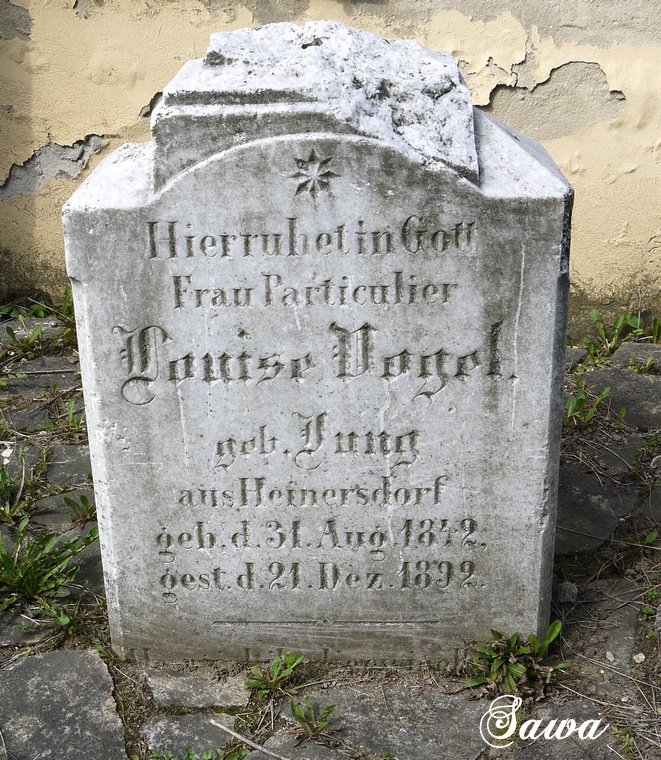 Hier ruhet in Gott
Frau Particulier
Louise Vogel.
geb. Jung
aus Heinersdorf
geb. d. 31. Aug. 1842.
gest. d. 21. Dez. 1892.
Sawa